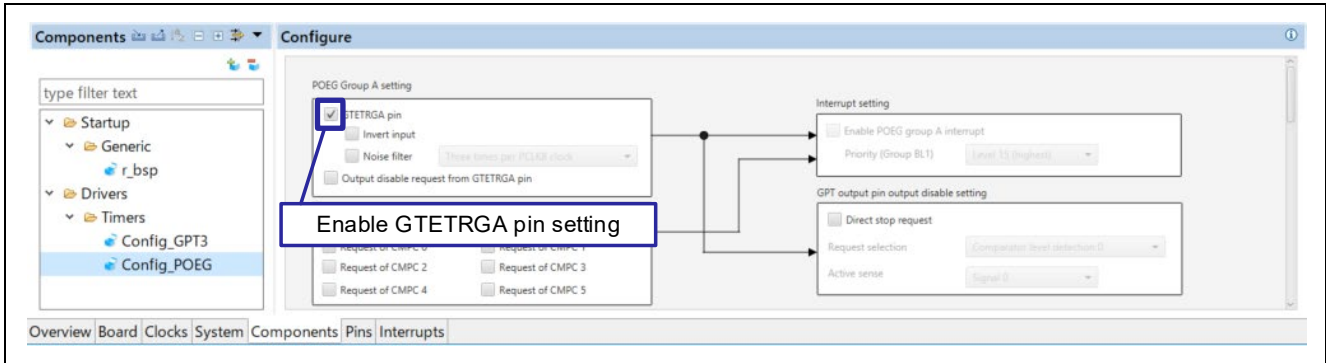 Components
type filter text
Startup
Generic
r_bsp
Drivers
Timers
Config_GPT3
Config_POEG
Configure
POEG Group A setting
GTETRGA pin
Invert input
Noise filter Three times per PCLKB clock
Output disable request from GTETRGA pin
Enable GTETRGA pin setting
Request of CMPC 0 Request of CMPC 1
Request of CMPC 2 Request of CMPC 3
Request of CMPC 4 Request of CMPC 5
Interrupt setting
Enable POEG group A interrupt
Priority (Group BL1) Level 15 (highest)
GPT output pin output disable setting
Direct stop request
Request selection Comparator level detection 0
Active sense Signal 0
Overview Board Clocks System Components Pins Interrupts